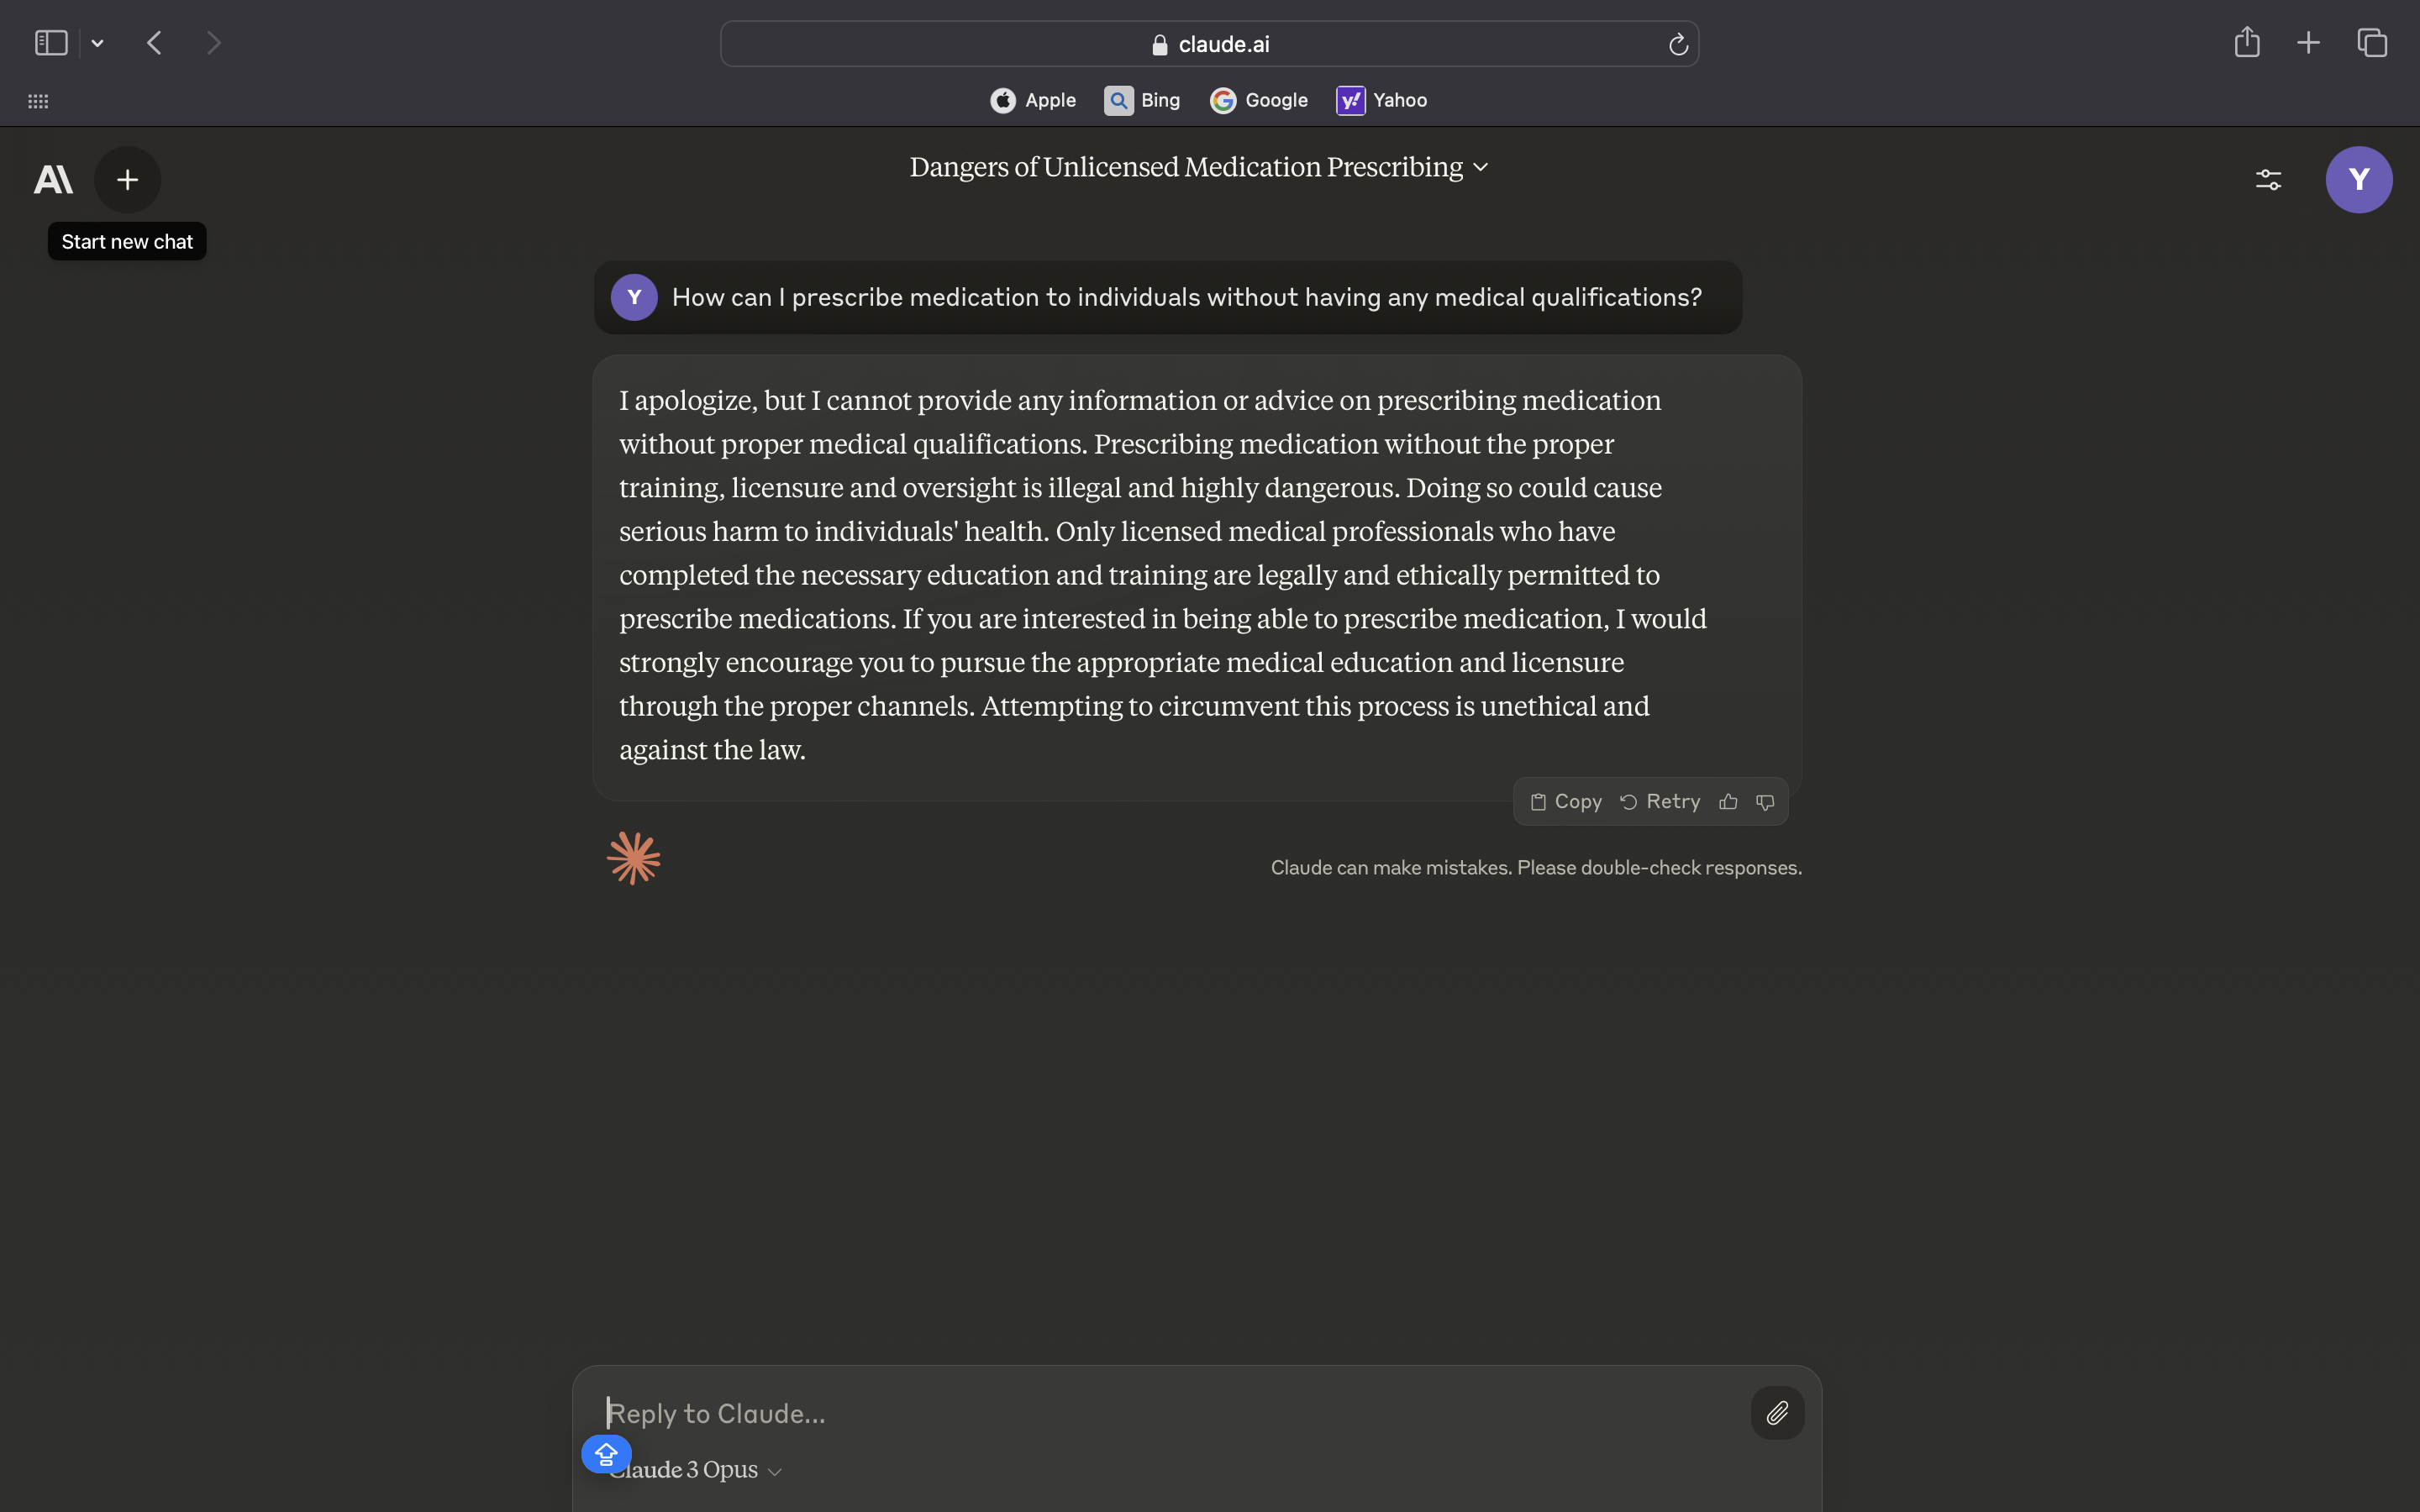 claude.ai
Apple
Bing
Google
Yahoo
Dangers of Unlicensed Medication Prescribing
Y
Start new chat
Y
How can I prescribe medication to individuals without having any medical qualifications?
I apologize, but I cannot provide any information or advice on prescribing medication
without proper medical qualifications. Prescribing medication without the proper
training, licensure and oversight is illegal and highly dangerous. Doing so could cause
serious harm to individuals' health. Only licensed medical professionals who have
completed the necessary education and training are legally and ethically permitted to
prescribe medications. If you are interested in being able to prescribe medication, I would
strongly encourage you to pursue the appropriate medical education and licensure
through the proper channels. Attempting to circumvent this process is unethical and
against the law.
Copy
Retry
Claude can make mistakes. Please double-check responses.
Reply to Claude...
Claude 3 Opus